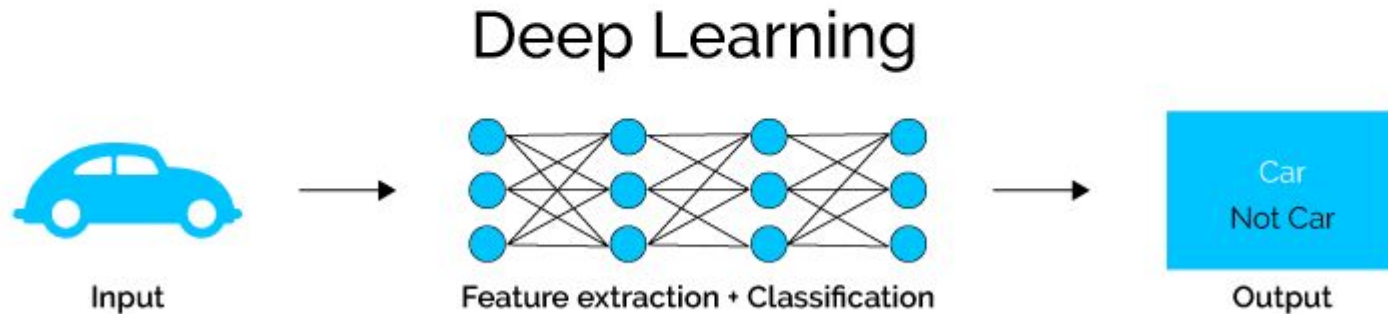 Deep Learning
Car
Not Car
Input
Feature extraction + Classification
Output